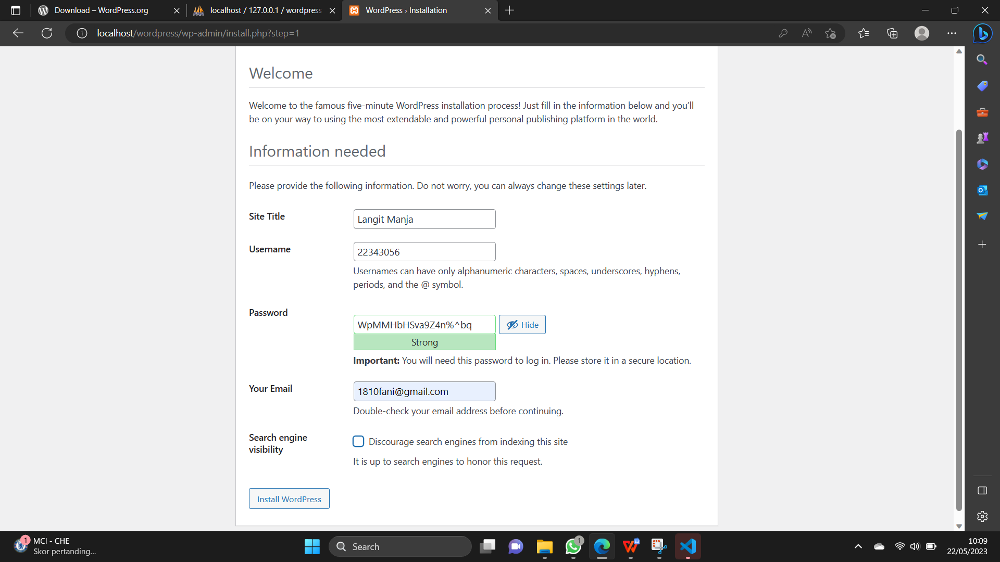 Download – WordPress.org
localhost / 127.0.0.1 / wordpress
WordPress › Installation
localhost/wordpress/wp-admin/install.php?step=1
Welcome
Welcome to the famous five-minute WordPress installation process! Just fill in the information below and you’ll
be on your way to using the most extendable and powerful personal publishing platform in the world.
Information needed
Please provide the following information. Do not worry, you can always change these settings later.
Site Title
Langit Manja
Username
22343056
Usernames can have only alphanumeric characters, spaces, underscores, hyphens,
periods, and the @ symbol.
Password
WpMMHbHSva9Z4n%^bq
Hide
Strong
Important: You will need this password to log in. Please store it in a secure location.
Your Email
1810fani@gmail.com
Double-check your email address before continuing.
Search engine
visibility
Discourage search engines from indexing this site
It is up to search engines to honor this request.
Install WordPress
1
MCI - CHE
Skor pertanding...
Search
1
10:09
22/05/2023